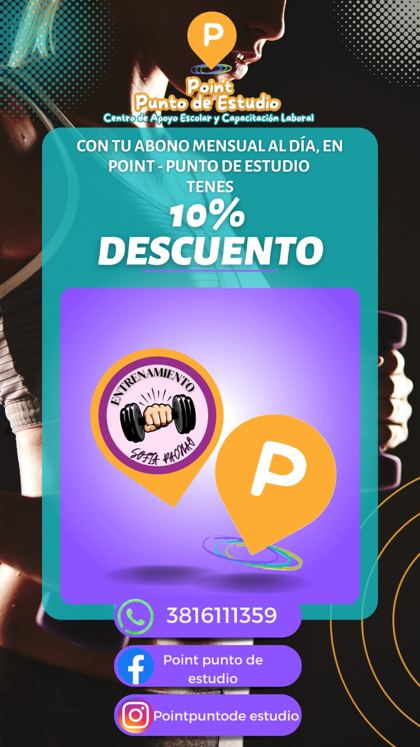 P
Point
Punto de Estudio
Centro de Apoyo Escolar y Capacitación Laboral
CON TU ABONO MENSUAL AL DÍA, EN
POINT - PUNTO DE ESTUDIO
TENES
10%
DESCUENTO
ENTRENAMIENTO
SOFIA
P
3816111359
Point punto de
estudio
Pointpuntode estudio